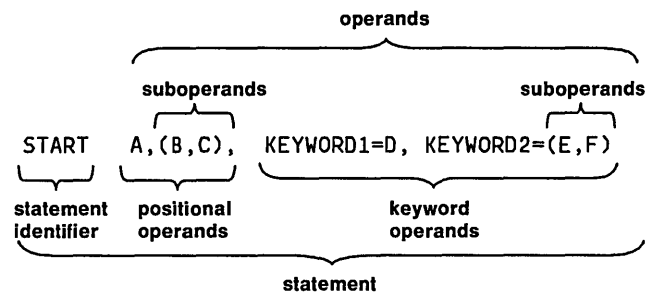 operands
suboperands suboperands
START A,(B,C), KEYWORD1=D, KEYWORD2=(E,F)
statement identifier
positional operands
keyword operands
statement